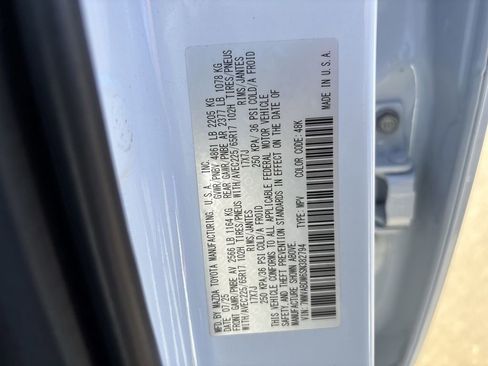 MFD BY MAZDA TOYOTA MANUFACTURING, U.S.A., INC.
DATE: 07/25 GVWR/PNBV 4861 LB 2205 KG
FRONT GAWR/PNBE AV 2566 LB 1164 KG REAR GAWR/PNBE AR 2377 LB 1078 KG
WITH/AVEC225/65R17 102H TIRES/PNEUS WITH/AVEC225/65R17 102H TIRES/PNEUS
17X7J RIMS/JANTES 17X7J RIMS/JANTES
250 KPA/36 PSI COLD/A FROID 250 KPA/ 36 PSI COLD/A FROID
THIS VEHICLE CONFORMS TO ALL APPLICABLE FEDERAL MOTOR VEHICLE
SAFETY AND THEFT PREVENTION STANDARDS IN EFFECT ON THE DATE OF
MANUFACTURE SHOWN ABOVE.
TYPE: MPV COLOR CODE: 48K MADE IN U.S.A.